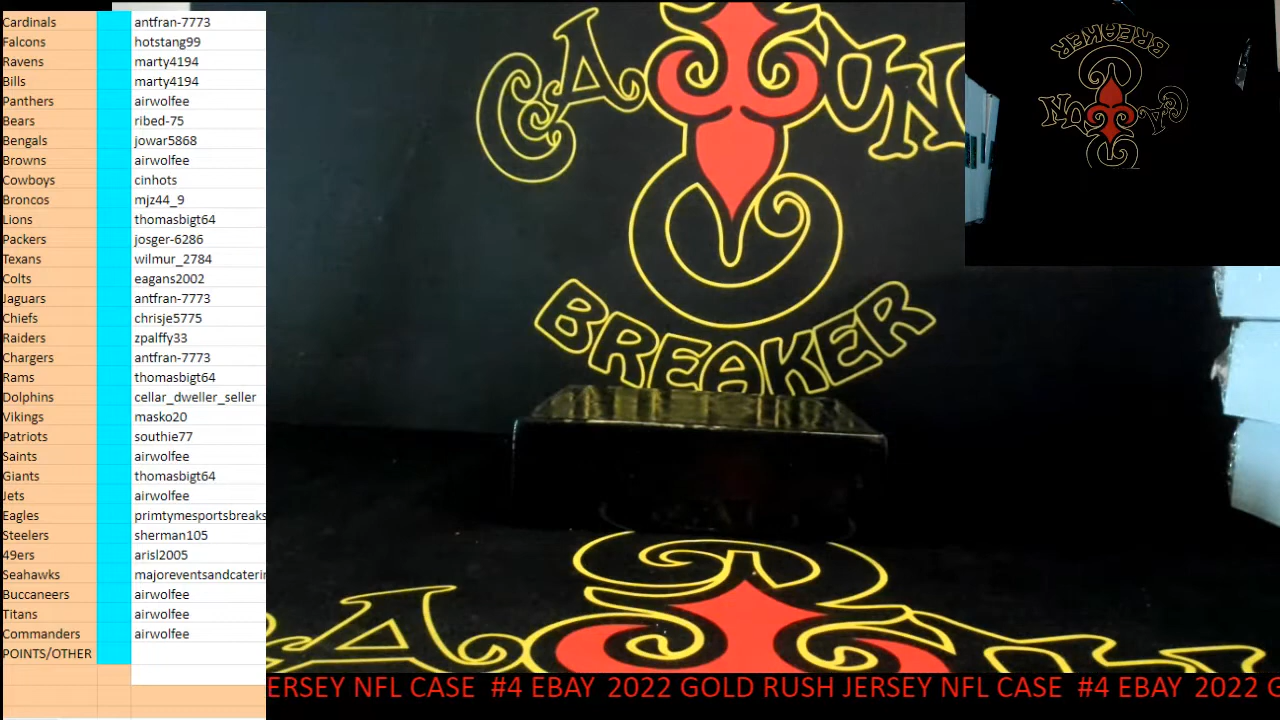 Cardinals antfran-7773
Falcons hotstang99
Ravens marty4194
Bills marty4194
Panthers airwolfee
Bears ribed-75
Bengals jowar5868
Browns airwolfee
Cowboys cinhots
Broncos mjz44_9
Lions thomasbigt64
Packers josger-6286
Texans wilmur_2784
Colts eagans2002
Jaguars antfran-7773
Chiefs chrisje5775
Raiders zpalffy33
Chargers antfran-7773
Rams thomasbigt64
Dolphins cellar_dweller_seller
Vikings masko20
Patriots southie77
Saints airwolfee
Giants thomasbigt64
Jets airwolfee
Eagles primtymesportsbreaks
Steelers sherman105
49ers arisl2005
Seahawks majoreventsandcaterin
Buccaneers airwolfee
Titans airwolfee
Commanders airwolfee
POINTS/OTHER
CAJUN
BREAKER
BREAKER
CAJUN
ERSEY NFL CASE #4 EBAY 2022 GOLD RUSH JERSEY NFL CASE #4 EBAY 2022 G